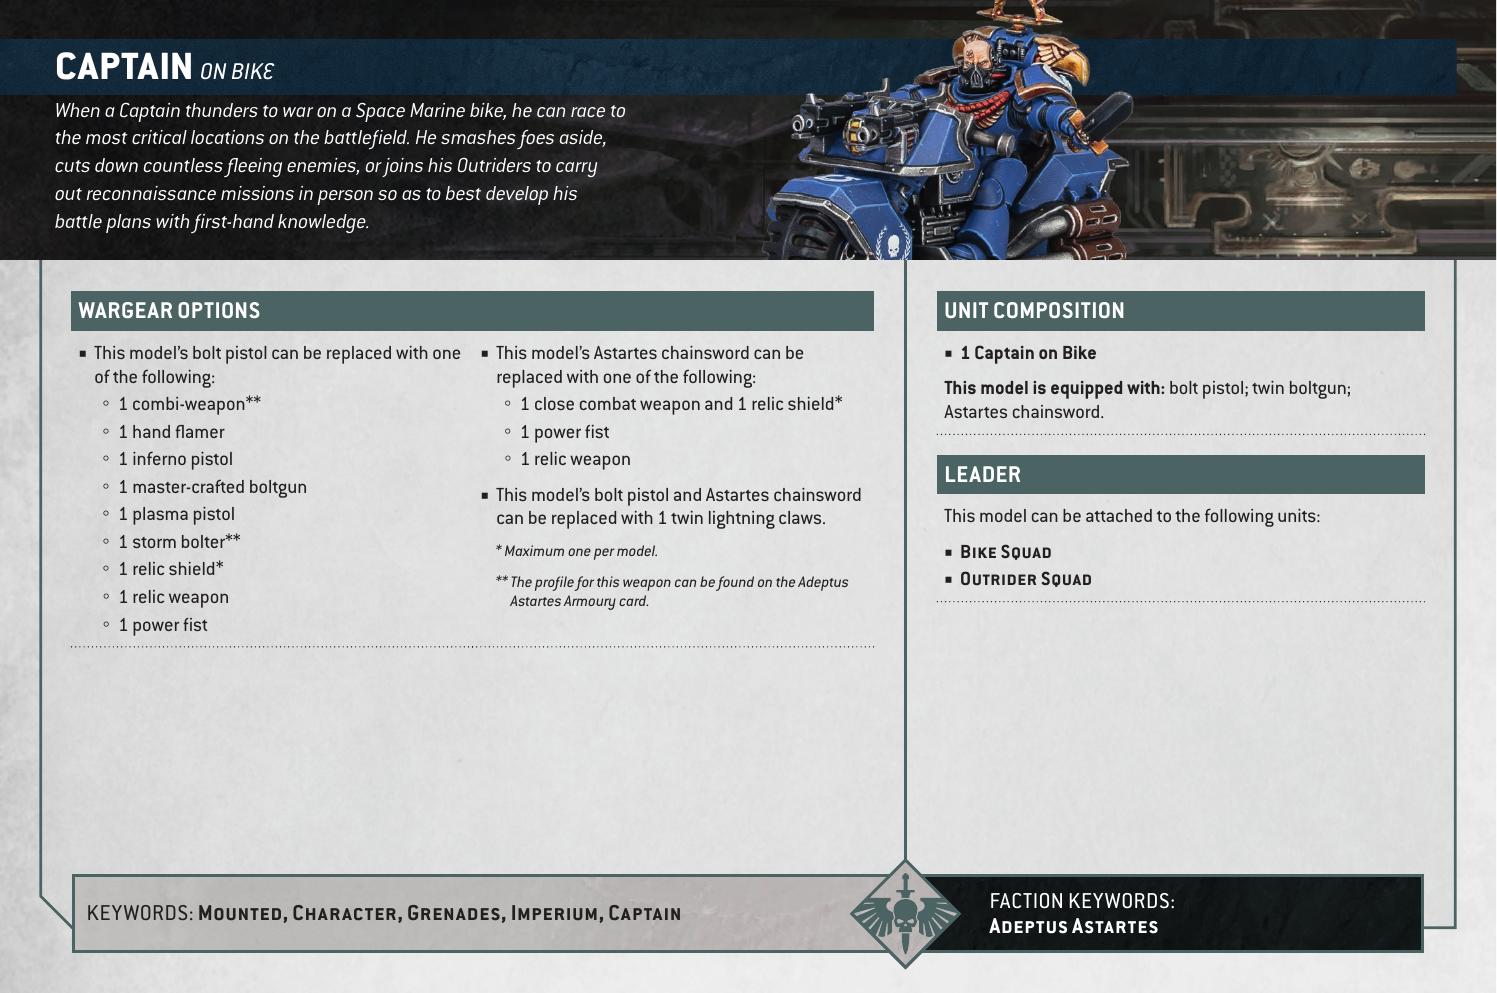 CAPTAIN ON BIKE
When a Captain thunders to war on a Space Marine bike, he can race to
the most critical locations on the battlefield. He smashes foes aside,
cuts down countless fleeing enemies, or joins his Outriders to carry
out reconnaissance missions in person so as to best develop his
battle plans with first-hand knowledge.
WARGEAR OPTIONS
▪ This model’s bolt pistol can be replaced with one
of the following:
◦ 1 combi-weapon**
◦ 1 hand flamer
◦ 1 inferno pistol
◦ 1 master-crafted boltgun
◦ 1 plasma pistol
◦ 1 storm bolter**
◦ 1 relic shield*
◦ 1 relic weapon
◦ 1 power fist
▪ This model’s Astartes chainsword can be
replaced with one of the following:
◦ 1 close combat weapon and 1 relic shield*
◦ 1 power fist
◦ 1 relic weapon
▪ This model’s bolt pistol and Astartes chainsword
can be replaced with 1 twin lightning claws.
* Maximum one per model.
** The profile for this weapon can be found on the Adeptus
Astartes Armoury card.
UNIT COMPOSITION
▪ 1 Captain on Bike
This model is equipped with: bolt pistol; twin boltgun;
Astartes chainsword.
LEADER
This model can be attached to the following units:
▪ BIKE SQUAD
▪ OUTRIDER SQUAD
KEYWORDS: MOUNTED, CHARACTER, GRENADES, IMPERIUM, CAPTAIN
FACTION KEYWORDS:
ADEPTUS ASTARTES